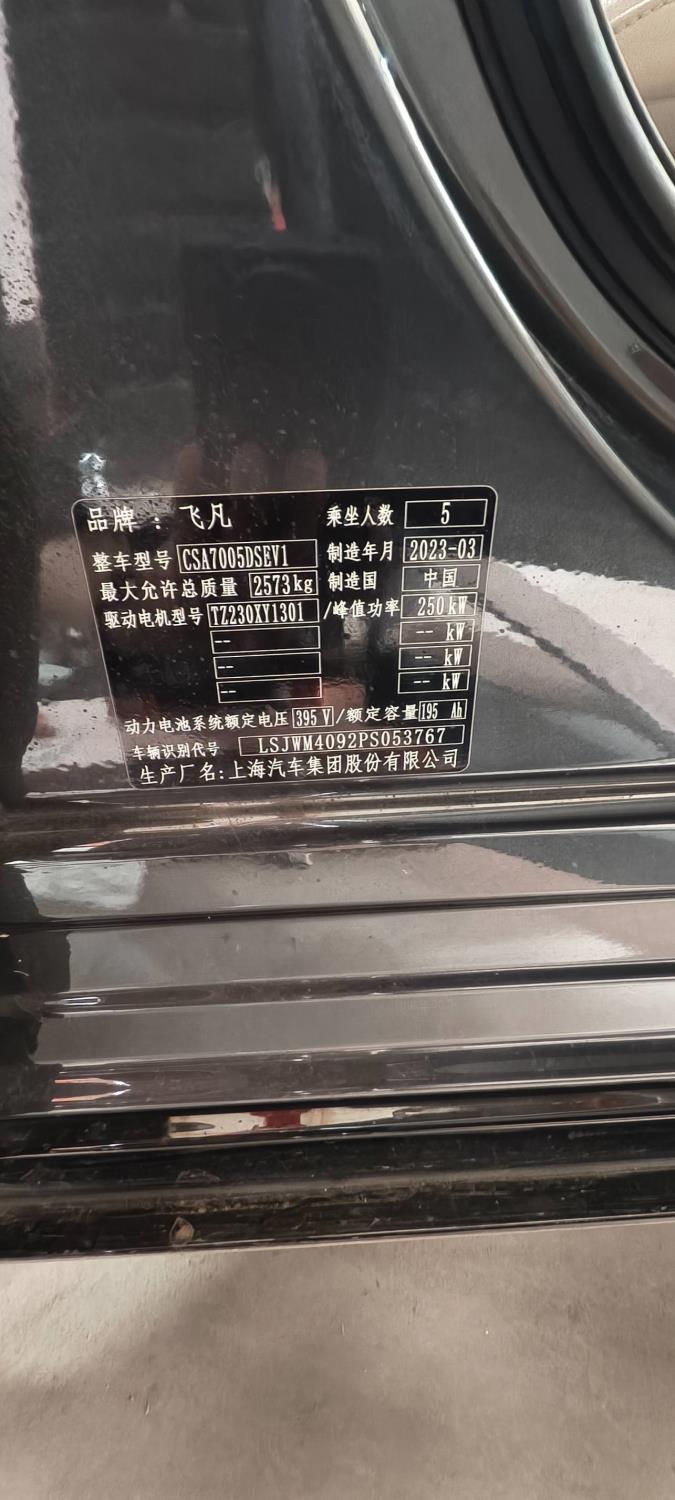 品牌：飞凡 乘坐人数 5
整车型号 CSA7005DSEV1 制造年月 2023-03
最大允许总质量 2573kg 制造国 中国
驱动电机型号 TZ230XY1301 /峰值功率 250kW
-- -- kW
-- -- kW
-- -- kW
动力电池系统额定电压 395 V /额定容量 195 Ah
车辆识别代号 LSJWM4092PS053767
生产厂名:上海汽车集团股份有限公司